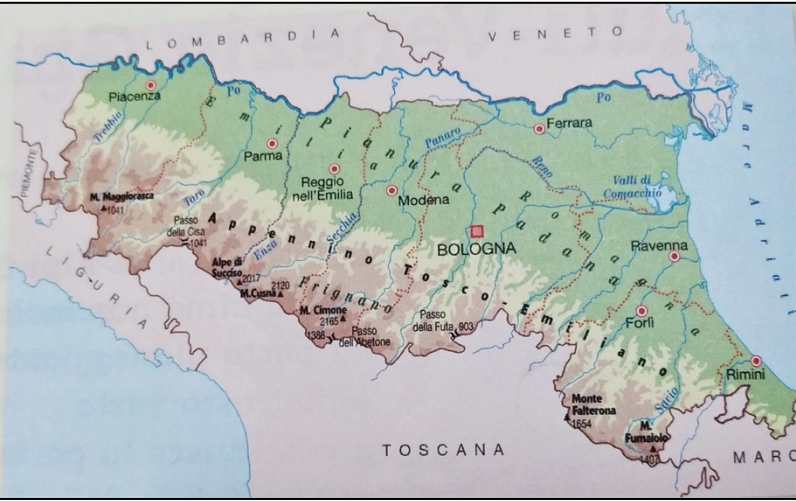 LOMBARDIA
VENETO
Piacenza
Po
Po
Trebbia
Emilia
Pianura Padana
Panaro
Ferrara
PIEMONTE
Parma
Reggio
nell'Emilia
Modena
Reno
Valli di
Comacchio
Mare Adriati
M. Maggiorasca
1041
Taro
Passo
della Cisa
1041
Appennino Tosco-Emiliano
Enza
Secchia
BOLOGNA
Romagna
Ravenna
LIGURIA
Alpe di
Succiso 2017
M.Cusna 2120
Frignano
M. Cimone
2165
1388
Passo
dell'Abetone
Passo
della Futa 903
Forlì
Rimini
Monte
Falterona
1654
Savio
M.
Fumaiolo
1407
TOSCANA
MARC